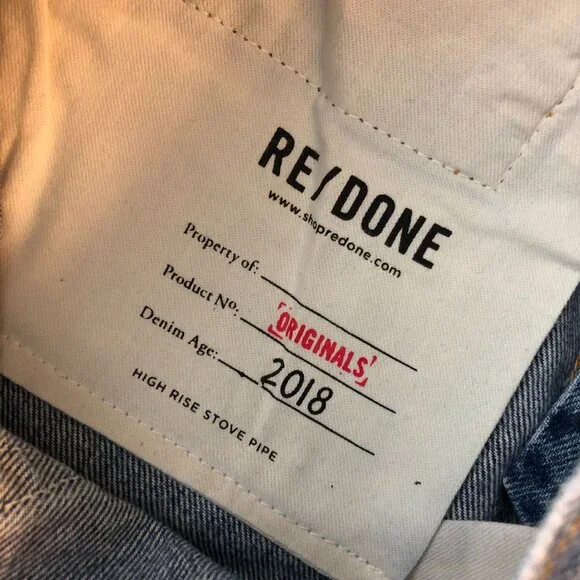 RE/DONE
www.shopredone.com
Property of:
Product No: ORIGINALS
Denim Age: 2018
HIGH RISE STOVE PIPE